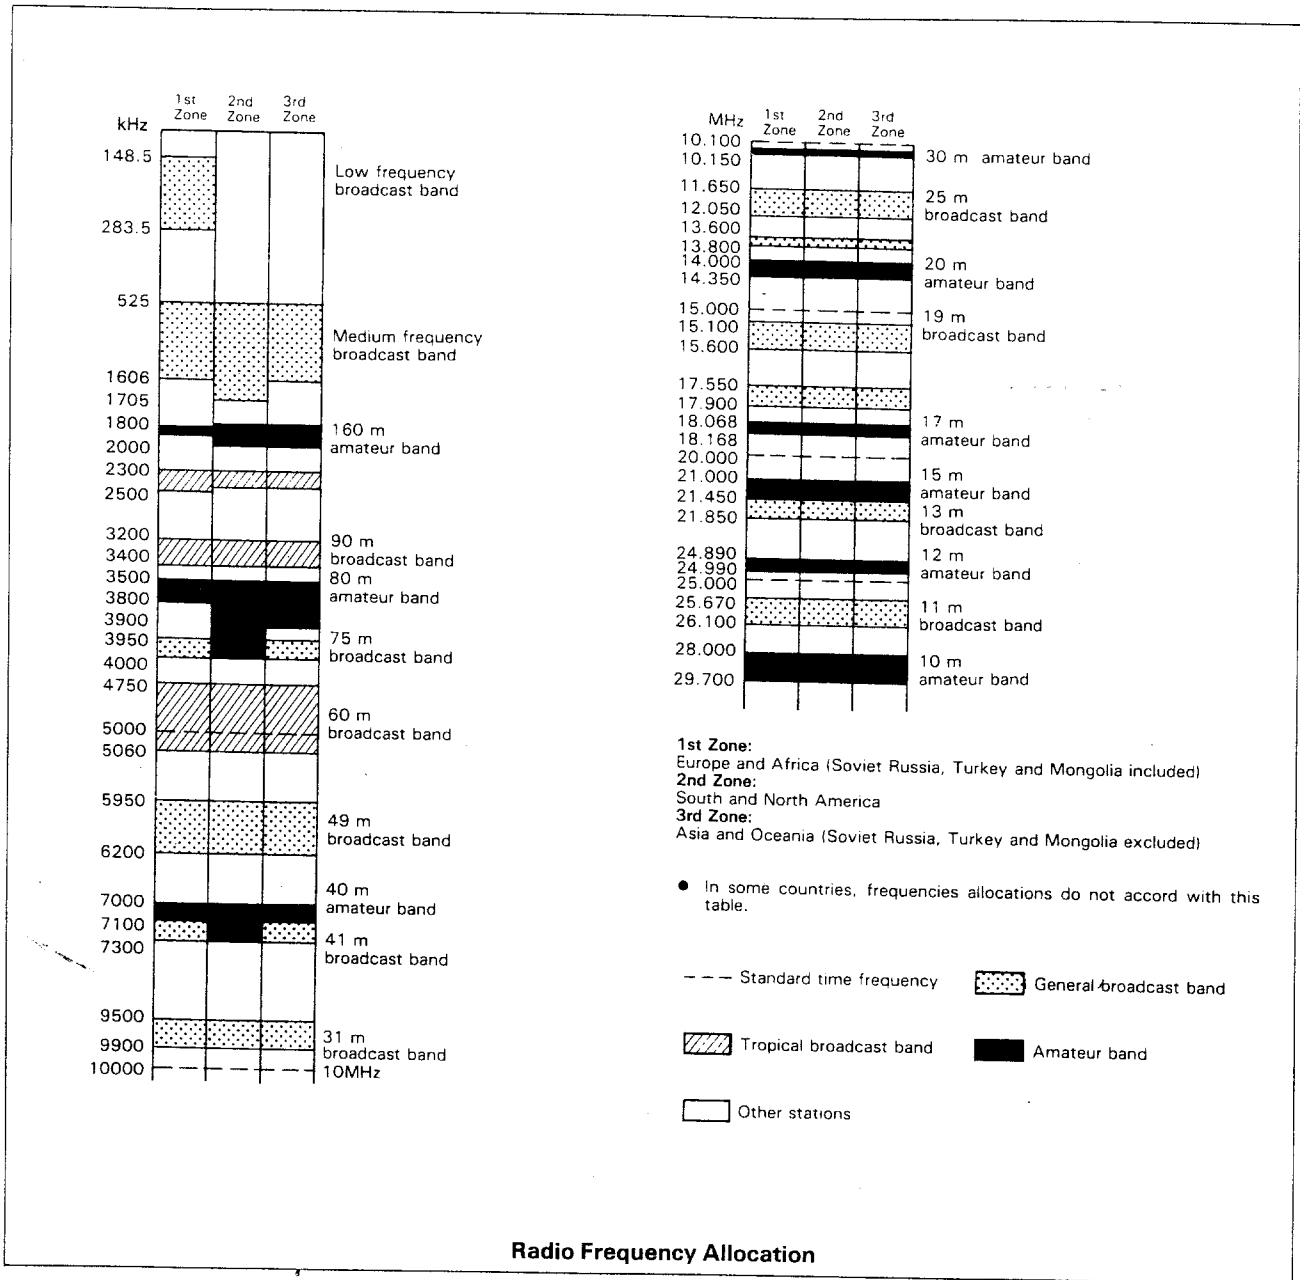 kHz
1st
Zone
2nd
Zone
3rd
Zone
148.5
283.5
Low frequency
broadcast band
525
Medium frequency
broadcast band
1606
1705
1800
2000
160 m
amateur band
2300
2500
3200
3400
90 m
broadcast band
3500
3800
80 m
amateur band
3900
3950
4000
75 m
broadcast band
4750
5000
5060
60 m
broadcast band
5950
6200
49 m
broadcast band
7000
7100
40 m
amateur band
7300
41 m
broadcast band
9500
9900
31 m
broadcast band
10000
10MHz
MHz
1st
Zone
2nd
Zone
3rd
Zone
10.100
10.150
30 m amateur band
11.650
12.050
25 m
broadcast band
13.600
13.800
14.000
14.350
20 m
amateur band
15.000
15.100
15.600
19 m
broadcast band
17.550
17.900
18.068
18.168
17 m
amateur band
20.000
21.000
21.450
15 m
amateur band
21.850
13 m
broadcast band
24.890
24.990
12 m
amateur band
25.000
25.670
26.100
11 m
broadcast band
28.000
29.700
10 m
amateur band
1st Zone:
Europe and Africa (Soviet Russia, Turkey and Mongolia included)
2nd Zone:
South and North America
3rd Zone:
Asia and Oceania (Soviet Russia, Turkey and Mongolia excluded)
● In some countries, frequencies allocations do not accord with this
table.
Standard time frequency
General broadcast band
Tropical broadcast band
Amateur band
Other stations
Radio Frequency Allocation